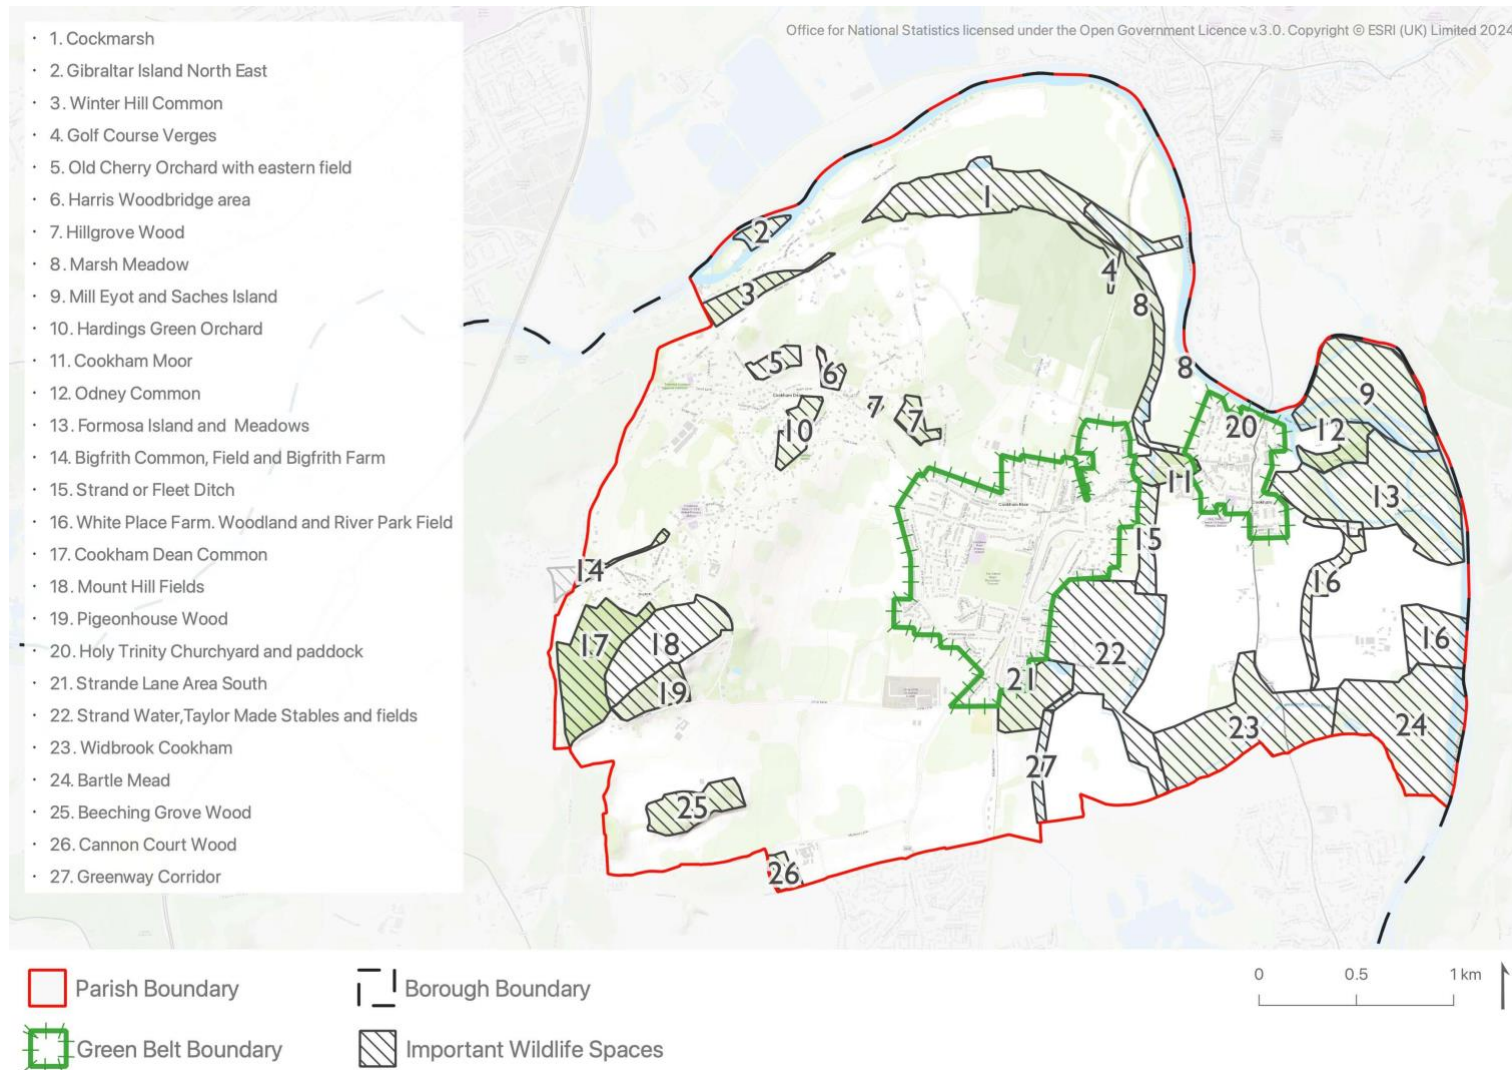 Office for National Statistics licensed under the Open Government Licence v.3.0. Copyright © ESRI (UK) Limited 2024
· 1. Cockmarsh
· 2. Gibraltar Island North East
· 3. Winter Hill Common
· 4. Golf Course Verges
· 5. Old Cherry Orchard with eastern field
· 6. Harris Woodbridge area
· 7. Hillgrove Wood
· 8. Marsh Meadow
· 9. Mill Eyot and Saches Island
· 10. Hardings Green Orchard
· 11. Cookham Moor
· 12. Odney Common
· 13. Formosa Island and Meadows
· 14. Bigfrith Common, Field and Bigfrith Farm
· 15. Strand or Fleet Ditch
· 16. White Place Farm. Woodland and River Park Field
· 17. Cookham Dean Common
· 18. Mount Hill Fields
· 19. Pigeonhouse Wood
· 20. Holy Trinity Churchyard and paddock
· 21. Strande Lane Area South
· 22. Strand Water,Taylor Made Stables and fields
· 23. Widbrook Cookham
· 24. Bartle Mead
· 25. Beeching Grove Wood
· 26. Cannon Court Wood
· 27. Greenway Corridor
1
2
4
3
8
5
6
8
9
7
7
10
20
12
11
13
15
14
16
17
18
22
16
19
21
23
24
27
25
26
Parish Boundary
Borough Boundary
Green Belt Boundary
Important Wildlife Spaces
0 0.5 1 km